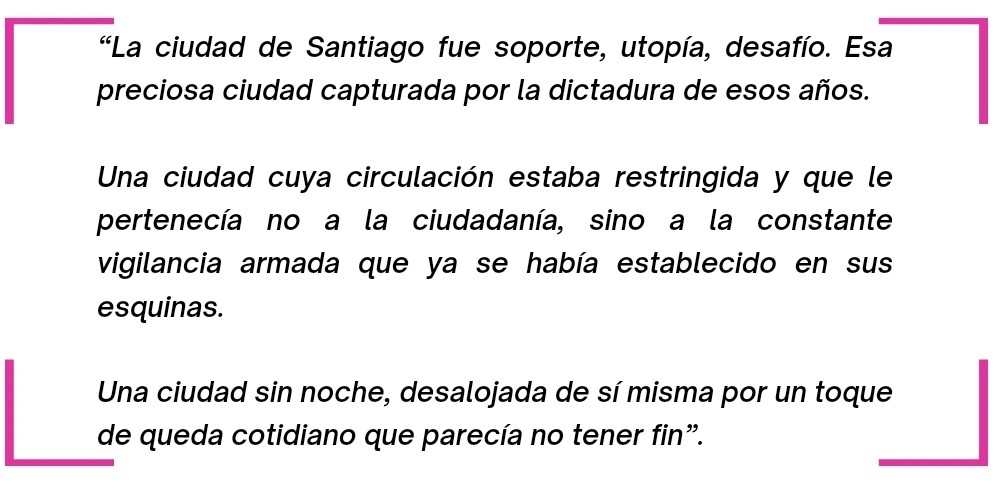 “La ciudad de Santiago fue soporte, utopía, desafío. Esa
preciosa ciudad capturada por la dictadura de esos años.
Una ciudad cuya circulación estaba restringida y que le
pertenecía no a la ciudadanía, sino a la constante
vigilancia armada que ya se había establecido en sus
esquinas.
Una ciudad sin noche, desalojada de sí misma por un toque
de queda cotidiano que parecía no tener fin”.